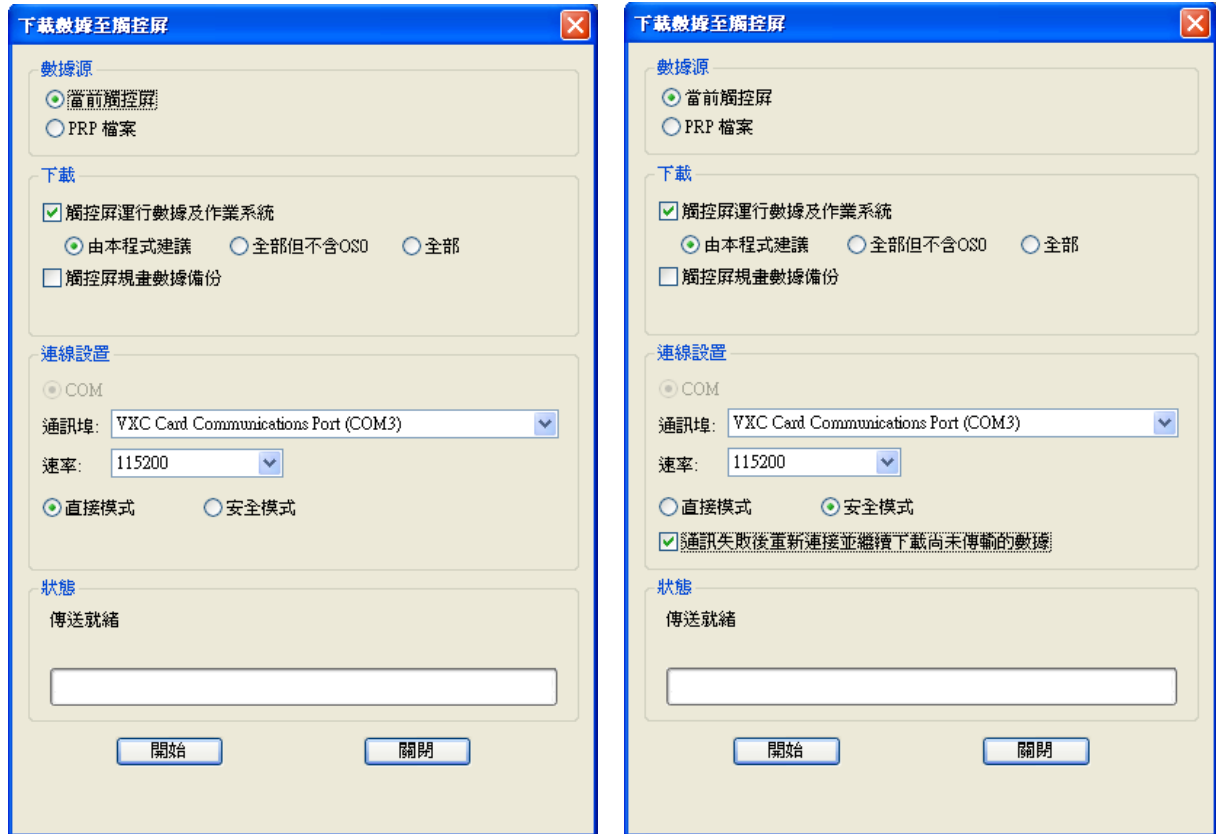 下載數據至觸控屏
數據源
當前觸控屏
PRP 檔案
下載
觸控屏運行數據及作業系統
由本程式建議 全部但不含OS0 全部
觸控屏規畫數據備份
連線設置
COM
通訊埠: VXC Card Communications Port (COM3)
速率: 115200
直接模式 安全模式
狀態
傳送就緒
開始 關閉
下載數據至觸控屏
數據源
當前觸控屏
PRP 檔案
下載
觸控屏運行數據及作業系統
由本程式建議 全部但不含OS0 全部
觸控屏規畫數據備份
連線設置
COM
通訊埠: VXC Card Communications Port (COM3)
速率: 115200
直接模式 安全模式
通訊失敗後重新連接並繼續下載尚未傳輸的數據
狀態
傳送就緒
開始 關閉